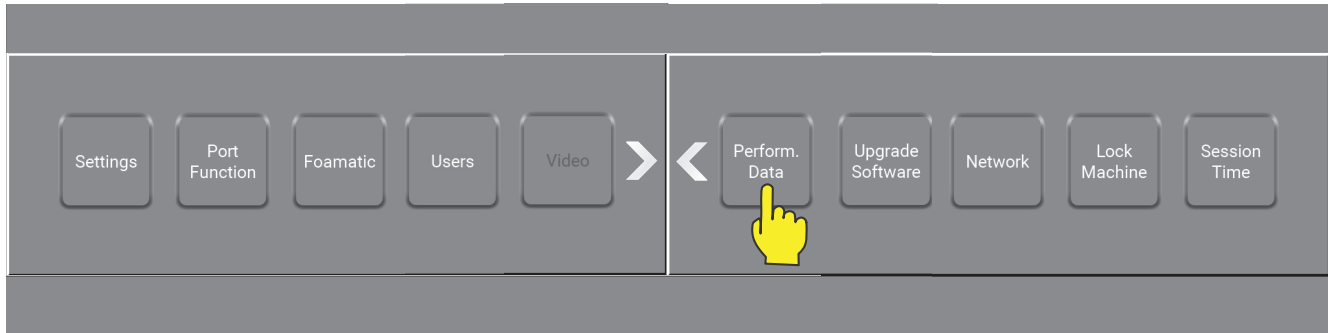 Settings
Port
Function
Foamatic
Users
Video
Perform.
Data
Upgrade
Software
Network
Lock
Machine
Session
Time